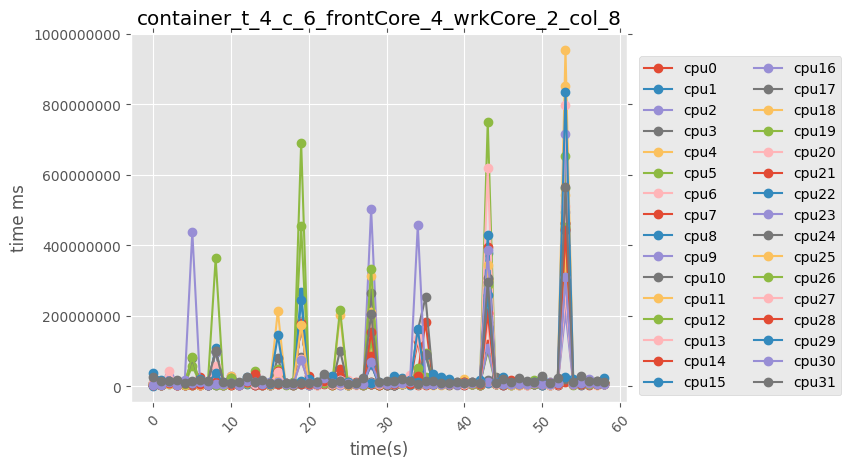 container_t_4_c_6_frontCore_4_wrkCore_2_col_8
1000000000
800000000
600000000
400000000
200000000
0
time ms
0 10 20 30 40 50 60
time(s)
cpu0 cpu16
cpu1 cpu17
cpu2 cpu18
cpu3 cpu19
cpu4 cpu20
cpu5 cpu21
cpu6 cpu22
cpu7 cpu23
cpu8 cpu24
cpu9 cpu25
cpu10 cpu26
cpu11 cpu27
cpu12 cpu28
cpu13 cpu29
cpu14 cpu30
cpu15 cpu31